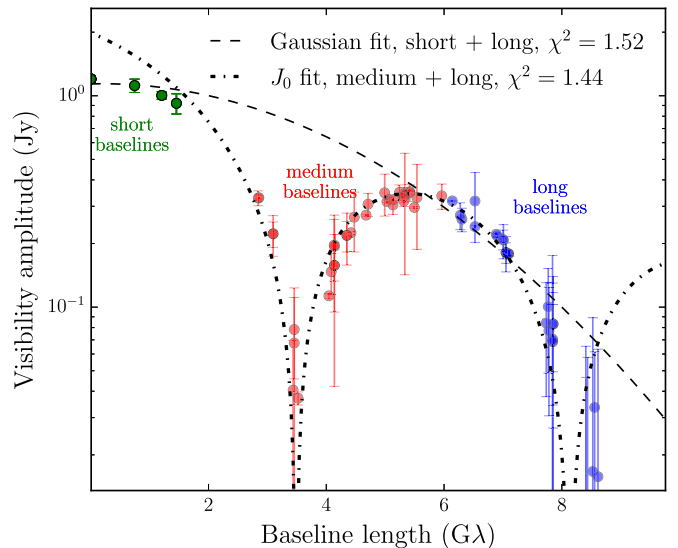 Gaussian fit, short + long, χ² = 1.52
J₀ fit, medium + long, χ² = 1.44
10⁰
short
baselines
medium
baselines
long
baselines
10⁻¹
2
4
6
8
Baseline length (Gλ)
Visibility amplitude (Jy)